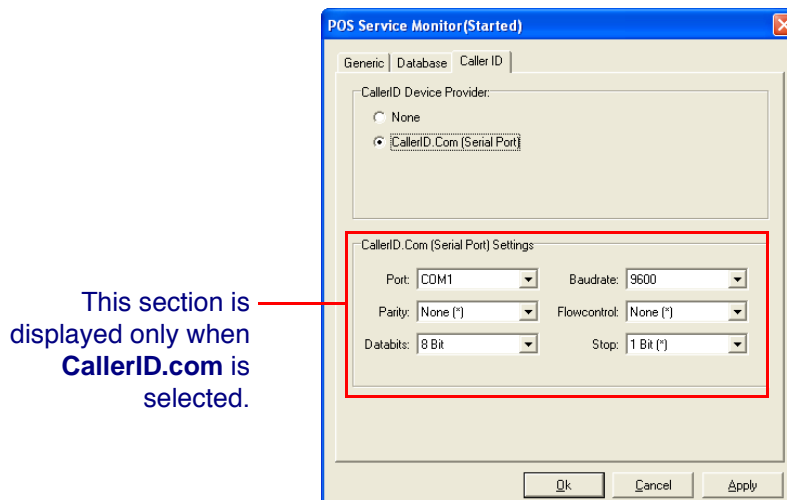 POS Service Monitor(Started)
Generic Database Caller ID
CallerID Device Provider:
None
CallerID.Com (Serial Port)
CallerID.Com (Serial Port) Settings
Port: COM1 Baudrate: 9600
Parity: None (*) Flowcontrol: None (*)
Databits: 8 Bit Stop: 1 Bit (*)
This section is
displayed only when
CallerID.com is
selected.
Ok Cancel Apply